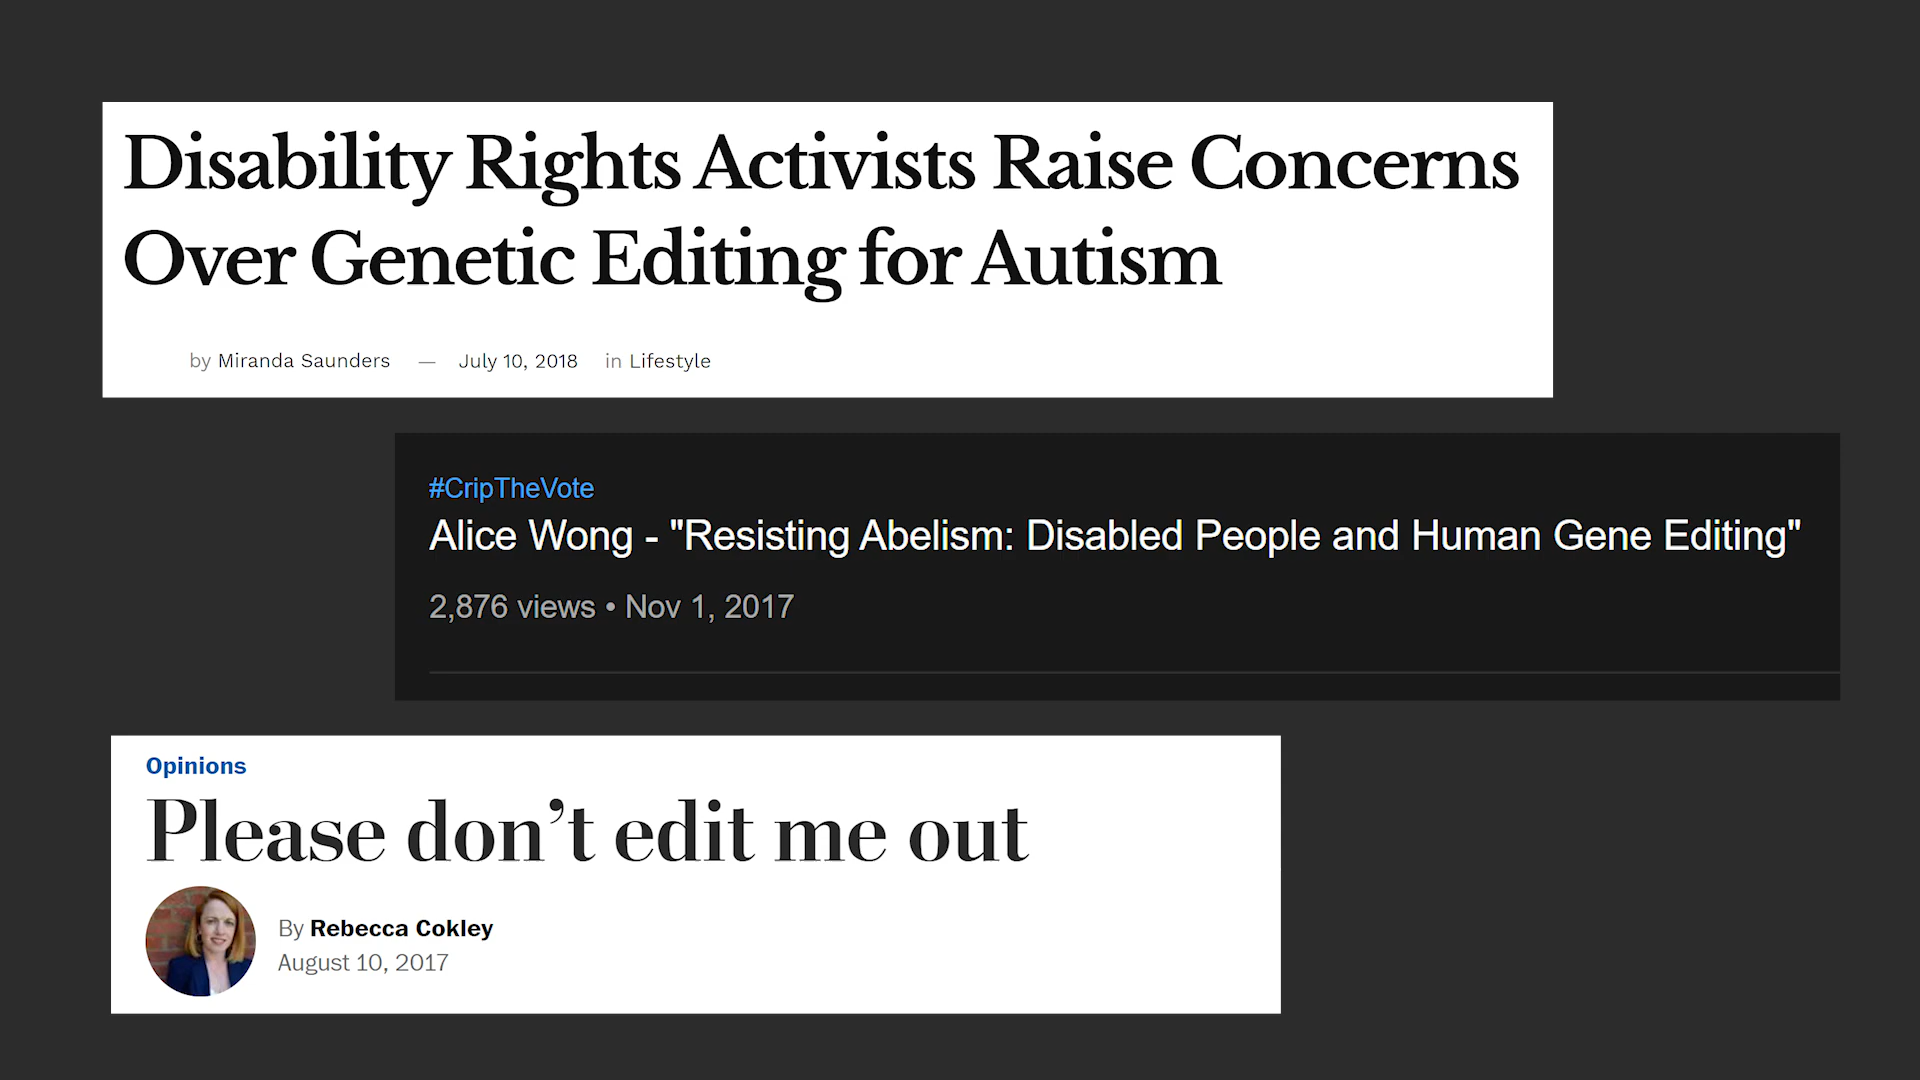 Disability Rights Activists Raise Concerns
Over Genetic Editing for Autism
by Miranda Saunders — July 10, 2018 in Lifestyle
#CripTheVote
Alice Wong - "Resisting Abelism: Disabled People and Human Gene Editing"
2,876 views • Nov 1, 2017
Opinions
Please don’t edit me out
By Rebecca Cokley
August 10, 2017